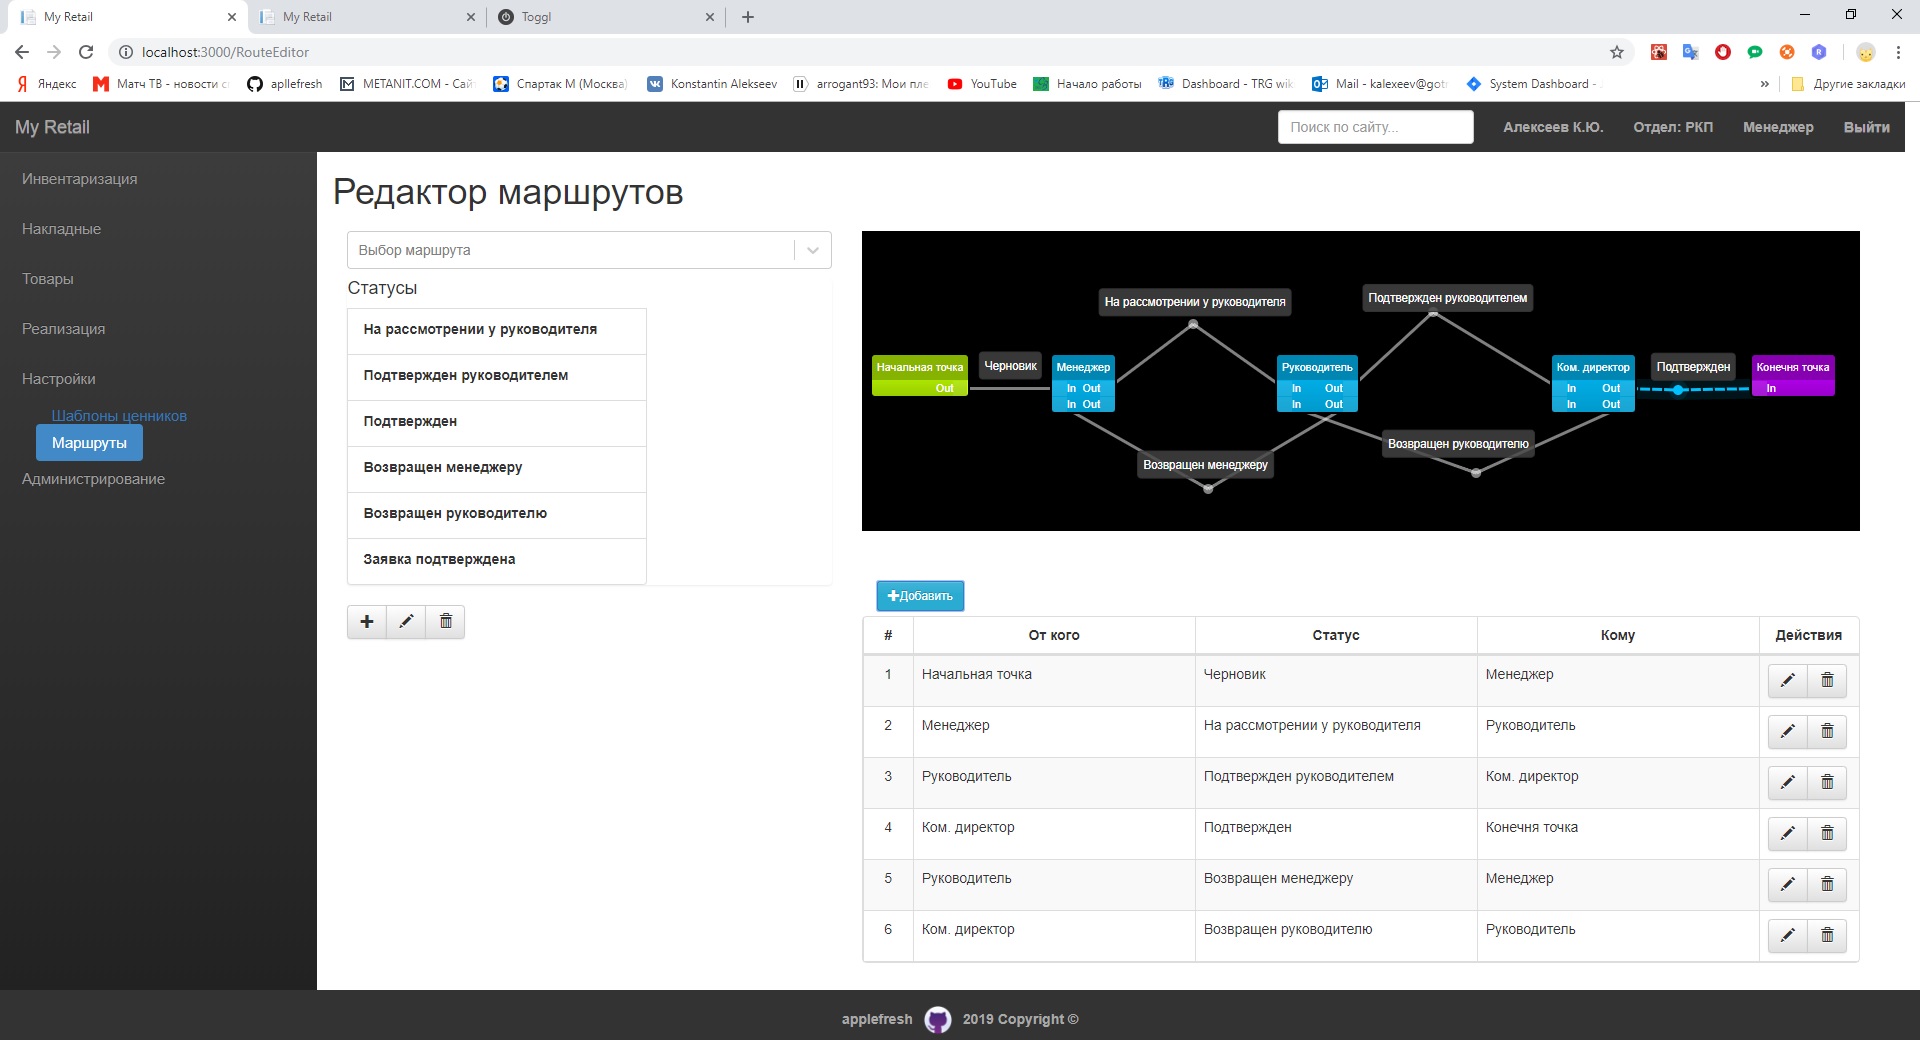 My Retail
My Retail
Toggl
localhost:3000/RouteEditor
Яндекс
Матч ТВ - новости с
apllefresh
METANIT.COM - Сай
Спартак М (Москва)
Konstantin Alekseev
arrogant93: Мои пле
YouTube
Начало работы
Dashboard - TRG wik
Mail - kalexeev@got
System Dashboard -
»
Другие закладки
My Retail
Поиск по сайту...
Алексеев К.Ю.
Отдел: РКП
Менеджер
Выйти
Инвентаризация
Накладные
Товары
Реализация
Настройки
Шаблоны ценников
Маршруты
Администрирование
Редактор маршрутов
Выбор маршрута
Статусы
На рассмотрении у руководителя
Подтвержден руководителем
Подтвержден
Возвращен менеджеру
Возвращен руководителю
Заявка подтверждена
На рассмотрении у руководителя
Подтвержден руководителем
Начальная точка
Out
Черновик
Менеджер
In Out
In Out
Руководитель
In Out
In Out
Ком. директор
In Out
In Out
Подтвержден
Конечня точка
In
Возвращен менеджеру
Возвращен руководителю
Добавить
# От кого Статус Кому Действия
1 Начальная точка Черновик Менеджер
2 Менеджер На рассмотрении у руководителя Руководитель
3 Руководитель Подтвержден руководителем Ком. директор
4 Ком. директор Подтвержден Конечня точка
5 Руководитель Возвращен менеджеру Менеджер
6 Ком. директор Возвращен руководителю Руководитель
applefresh 2019 Copyright ©